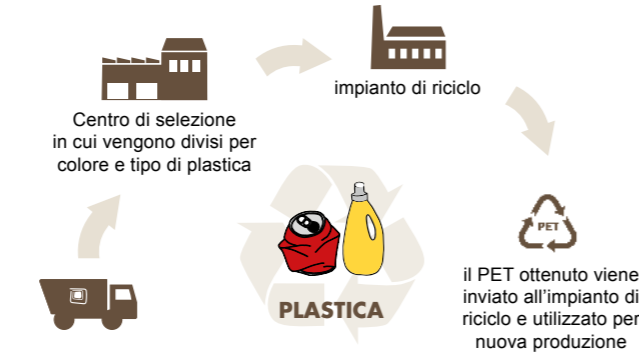 impianto di riciclo
Centro di selezione
in cui vengono divisi per
colore e tipo di plastica
PET
il PET ottenuto viene
inviato all'impianto di
riciclo e utilizzato per
nuova produzione
PLASTICA